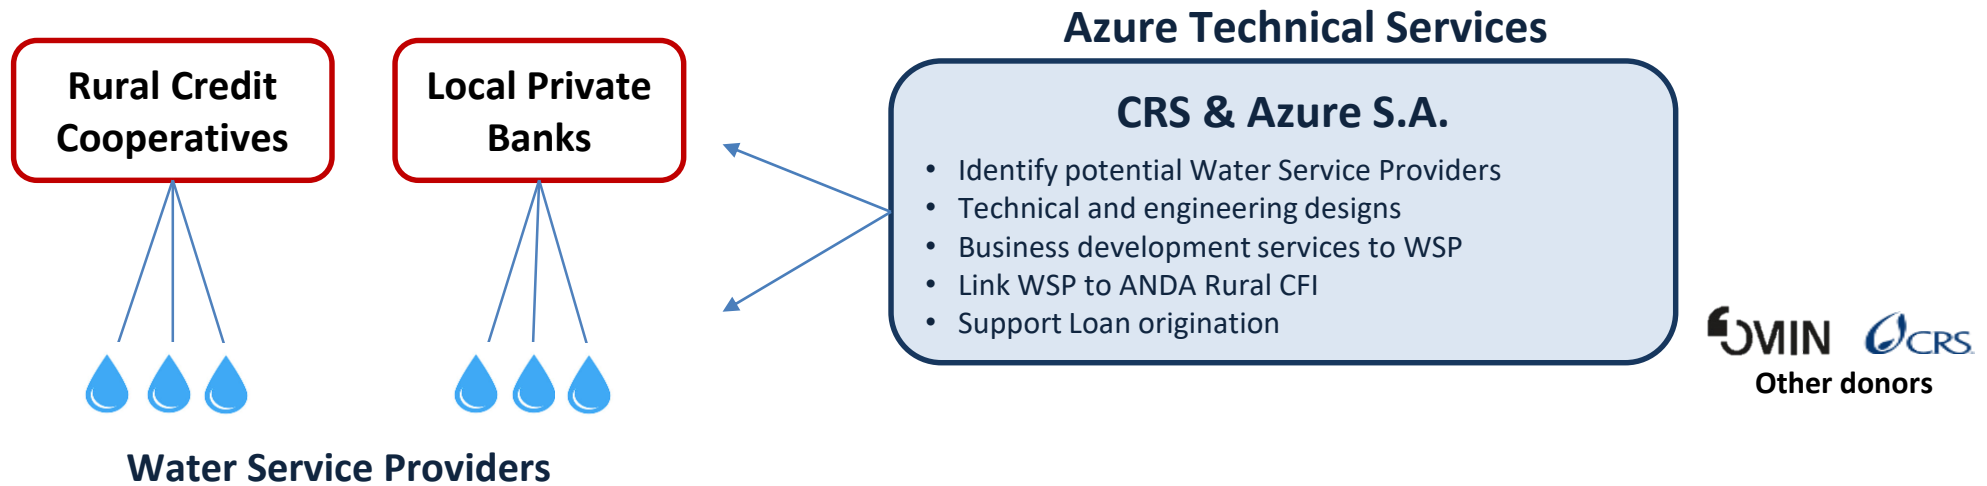 Azure Technical Services
Rural Credit
Cooperatives
Local Private
Banks
CRS & Azure S.A.
• Identify potential Water Service Providers
• Technical and engineering designs
• Business development services to WSP
• Link WSP to ANDA Rural CFI
• Support Loan origination
FOMIN
CRS
Other donors
Water Service Providers